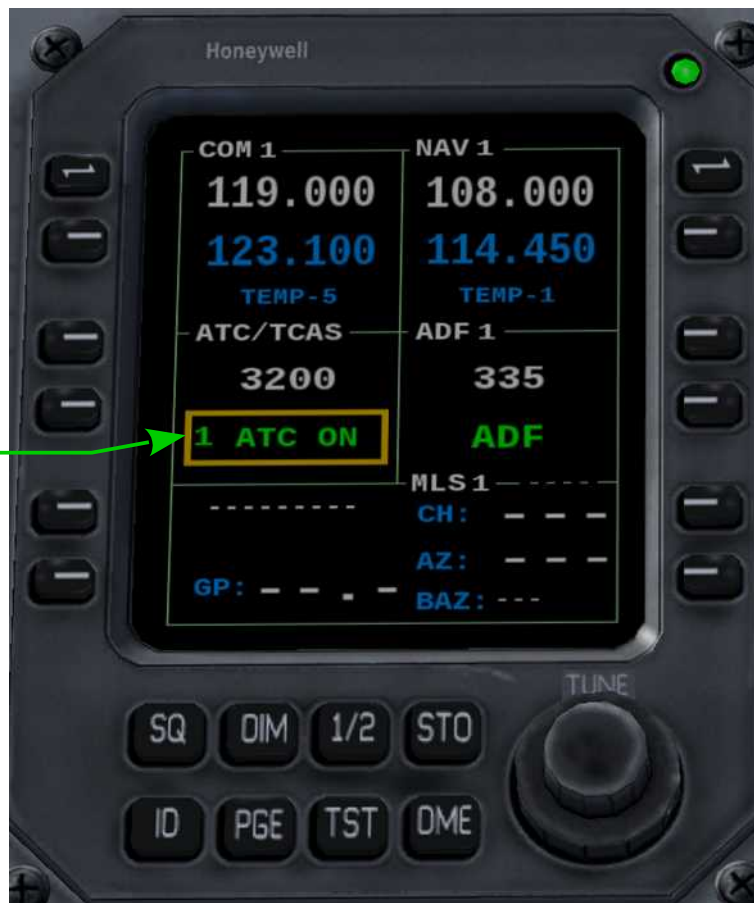 Honeywell
COM 1 NAV 1
119.000 108.000
123.100 114.450
TEMP-5 TEMP-1
ATC/TCAS ADF 1
3200 335
1 ATC ON ADF
MLS 1 -----
--------- CH: – – –
AZ: – – –
GP: – – . – BAZ: ---
TUNE
SQ DIM 1/2 STO
ID PGE TST DME